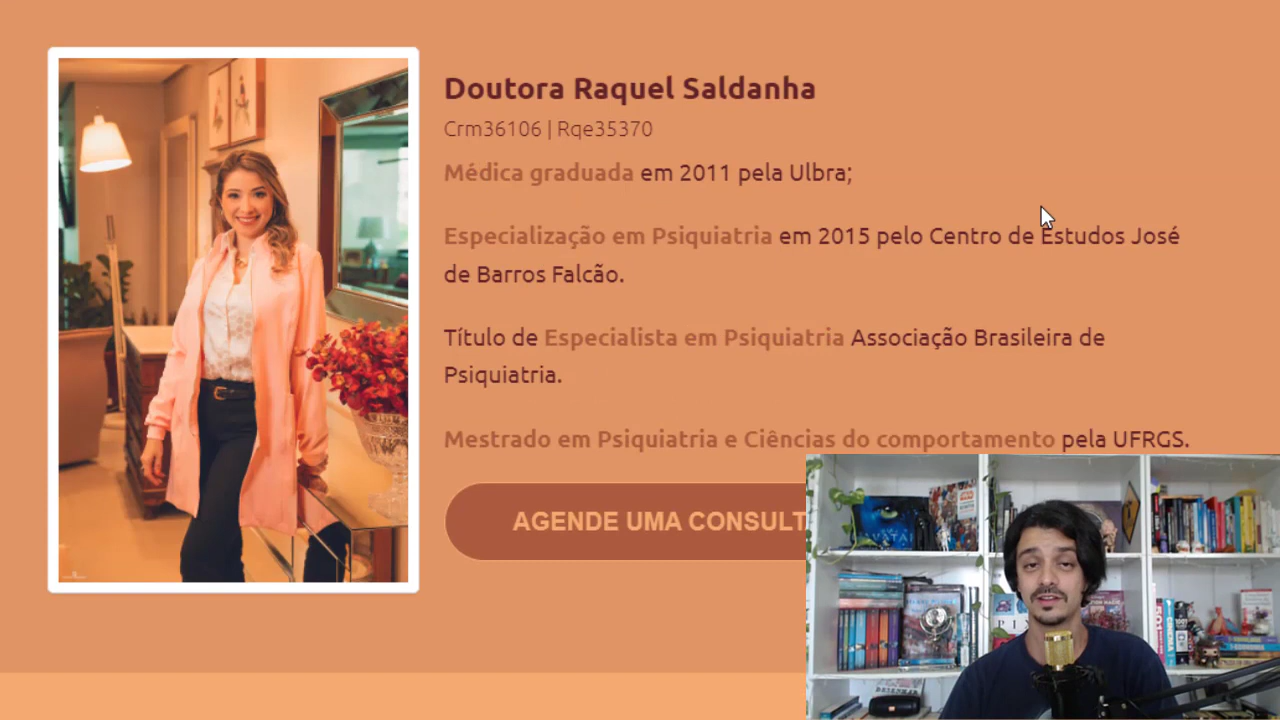 Doutora Raquel Saldanha
Crm36106 | Rqe35370
Médica graduada em 2011 pela Ulbra;
Especialização em Psiquiatria em 2015 pelo Centro de Estudos José
de Barros Falcão.
Título de Especialista em Psiquiatria Associação Brasileira de
Psiquiatria.
Mestrado em Psiquiatria e Ciências do comportamento pela UFRGS.
AGENDE UMA CONSULT